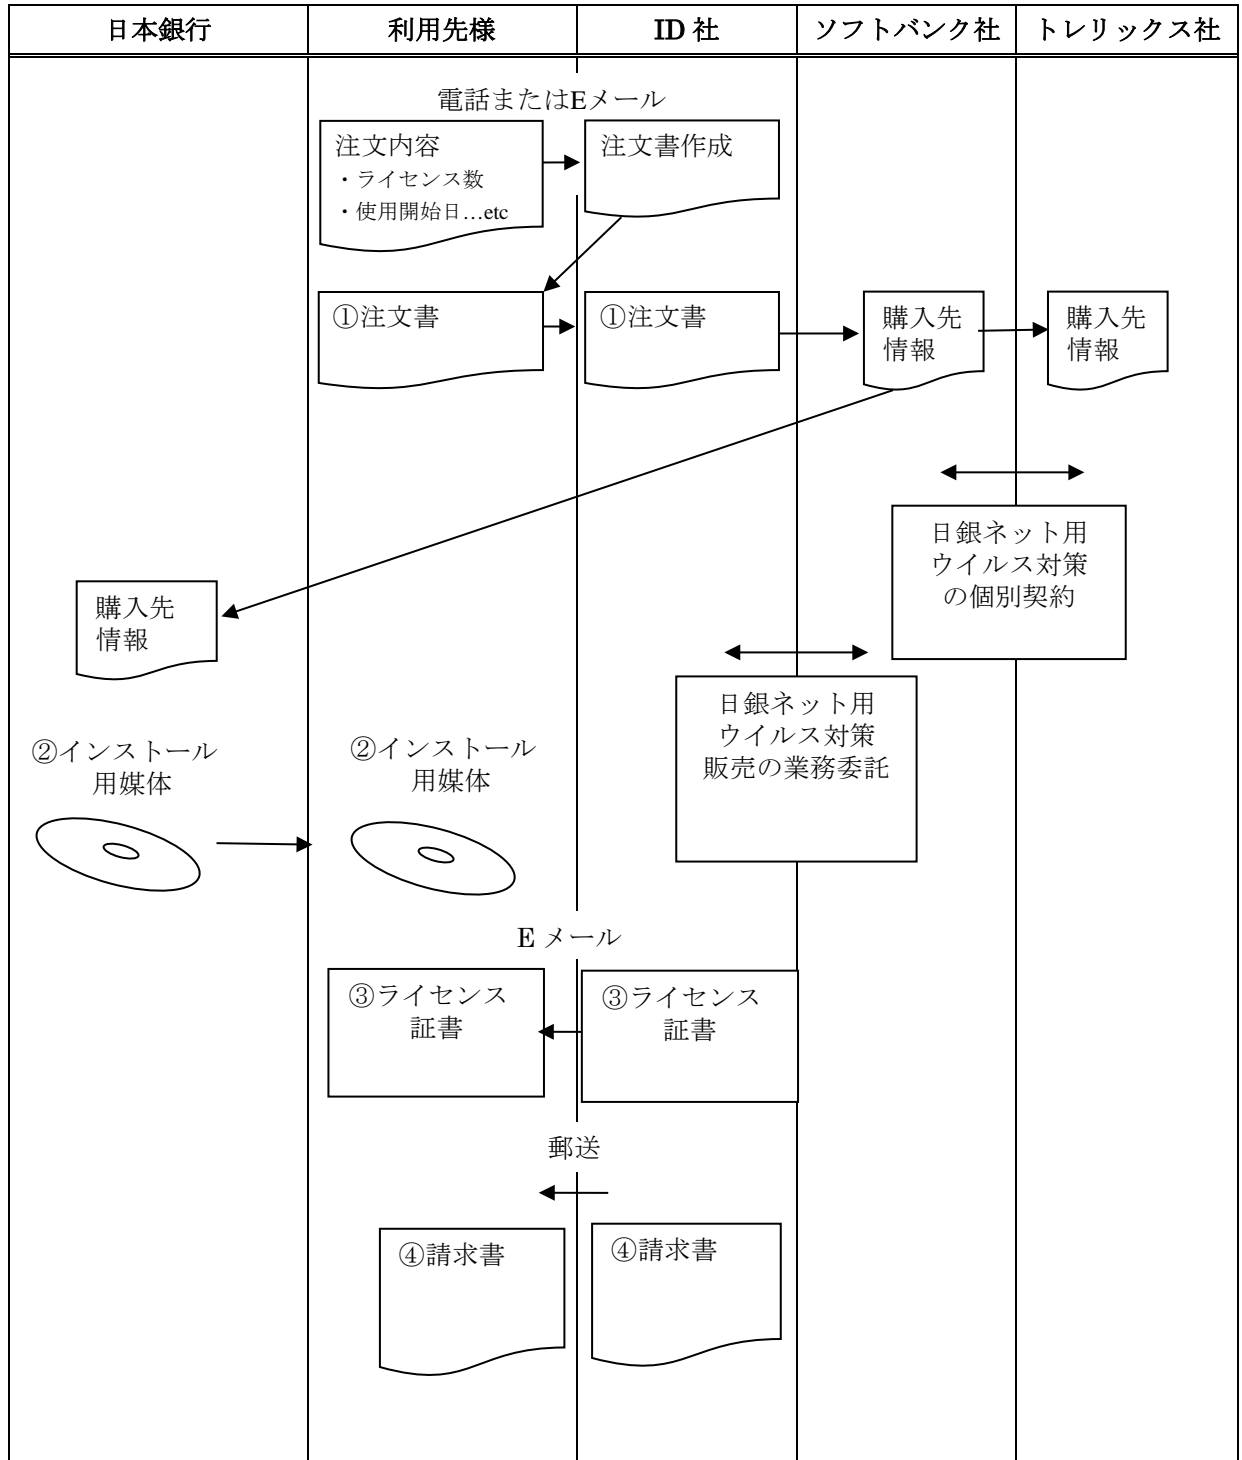 日本銀行
利用先様
ID 社
ソフトバンク社
トレリックス社
電話またはEメール
注文内容
・ライセンス数
・使用開始日…etc
注文書作成
①注文書
①注文書
購入先
情報
購入先
情報
日銀ネット用
ウイルス対策
の個別契約
購入先
情報
日銀ネット用
ウイルス対策
販売の業務委託
②インストール
用媒体
②インストール
用媒体
E メール
③ライセンス
証書
③ライセンス
証書
郵送
④請求書
④請求書